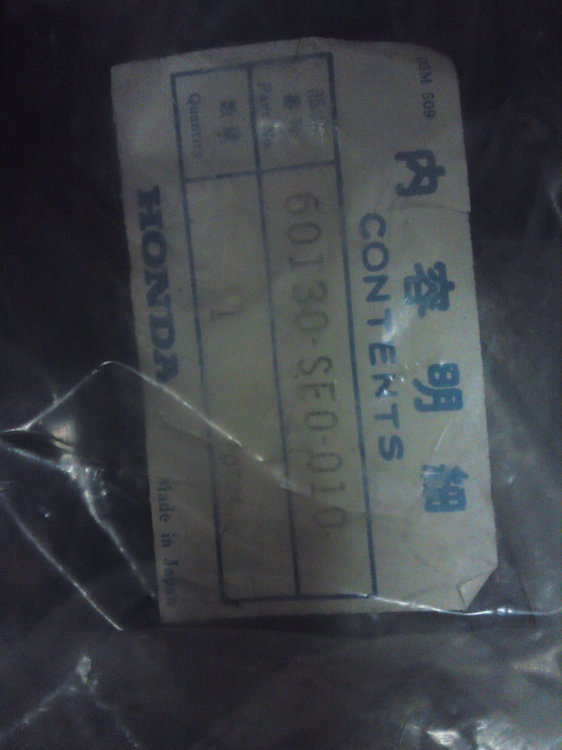 内容明細
CONTENTS
部品
番号
Part No.
60130-SE0-010
数量
Quantity
1
HONDA
Made in Japan